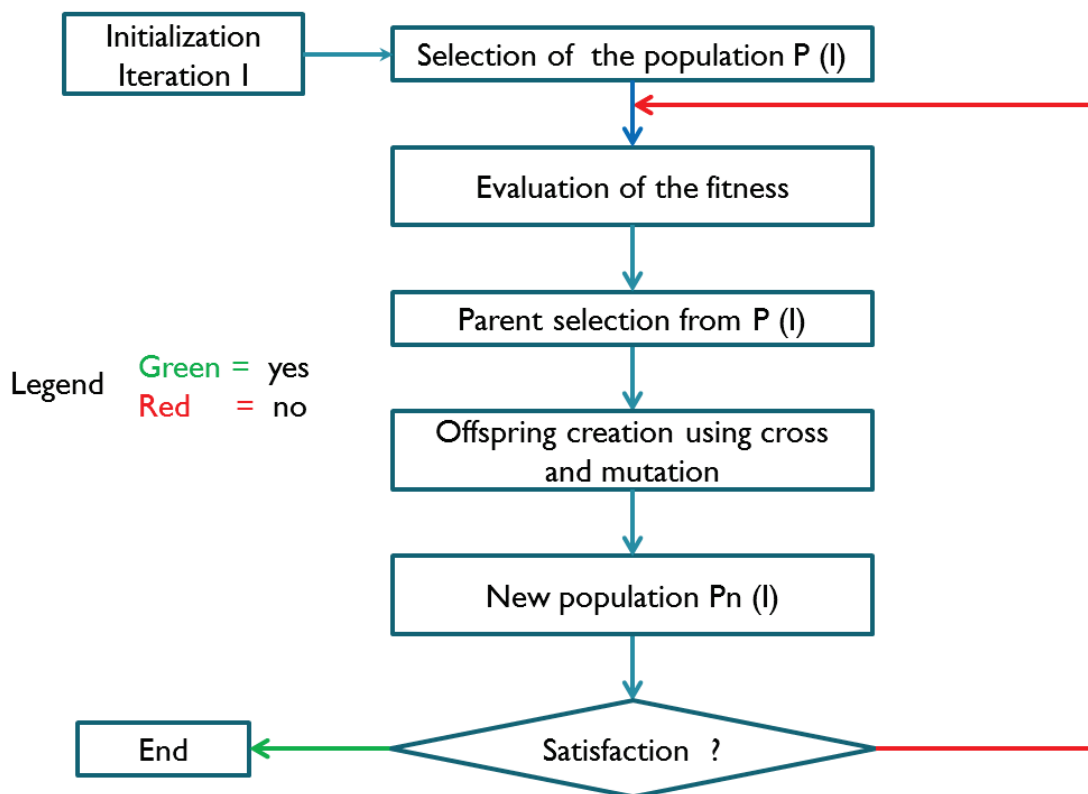 Initialization
Iteration I
Selection of  the population P (I)
Evaluation of the fitness
Parent selection from P (I)
Legend
Green = yes
Red = no
Offspring creation using cross
and mutation
New population Pn (I)
End
Satisfaction ?